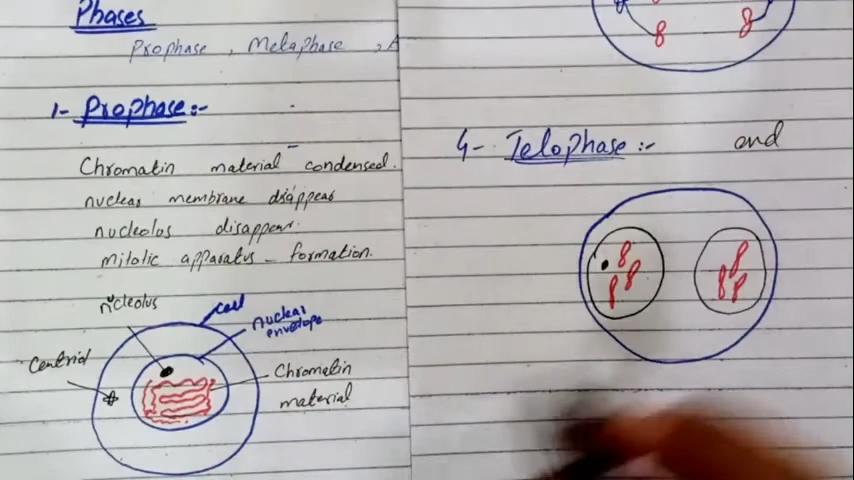 Phases
Prophase, Metaphase, A
1- Prophase:-
Chromatin material condensed.
nuclear membrane disappear
nucleolus disappear.
mitotic apparatus - formation.
nucleolus
cell
nuclear
envelope
Centriol
Chromatin
material
4- Telophase:- and